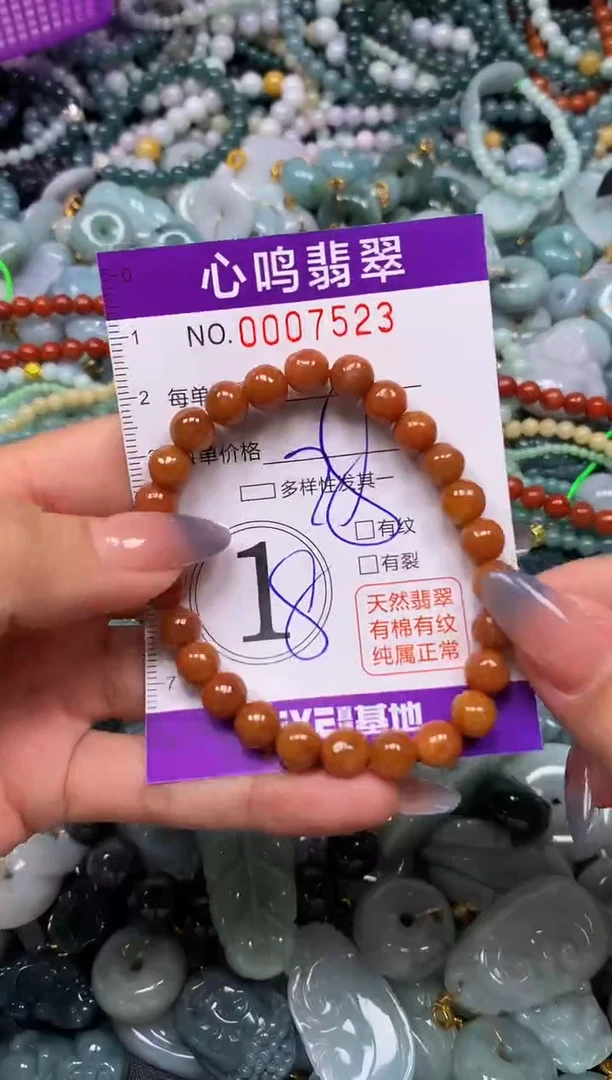 心鸣翡翠
NO.0007523
0
1
2
每单
单价格
多样性发其一
□有纹
□有裂
18
天然翡翠
有棉有纹
纯属正常
7
基地